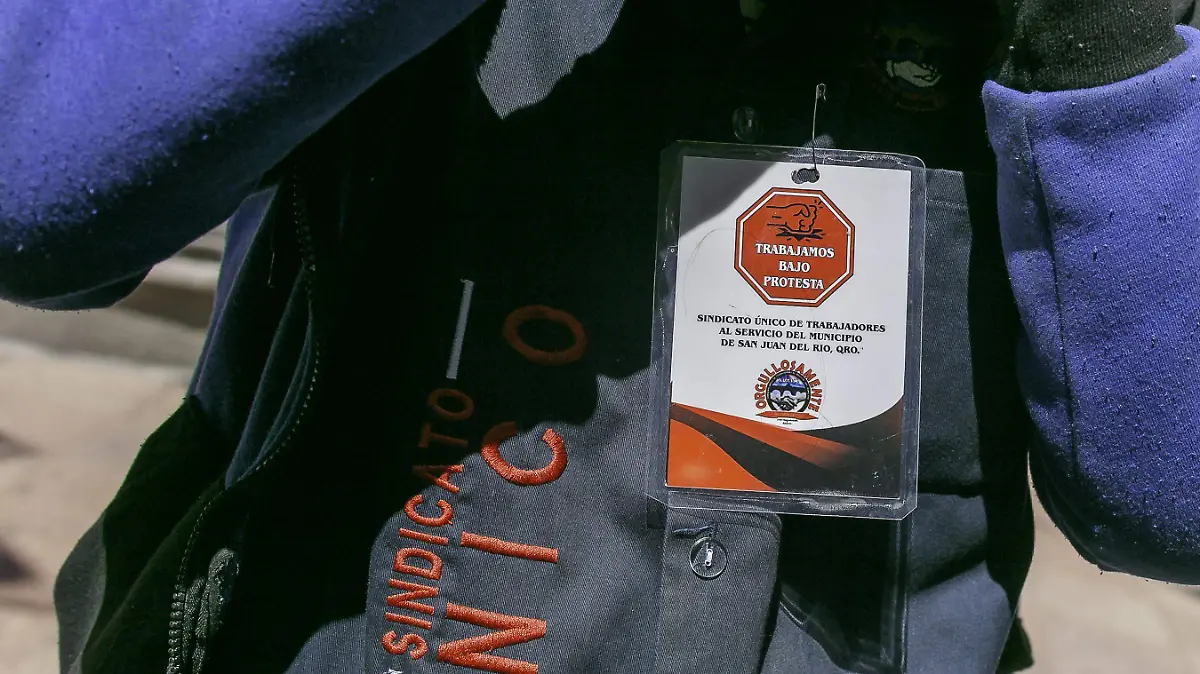 TRABAJAMOS
BAJO
PROTESTA
SINDICATO ÚNICO DE TRABAJADORES
AL SERVICIO DEL MUNICIPIO
DE SAN JUAN DEL RIO, QRO.
ORGULLOSAMENTE
SINDICATO
NICO